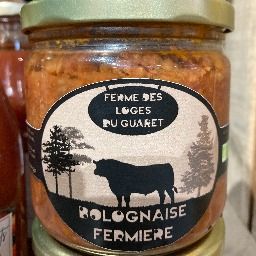 FERME DES
LOGES
DU GUARET
BOLOGNAISE
FERMIERE